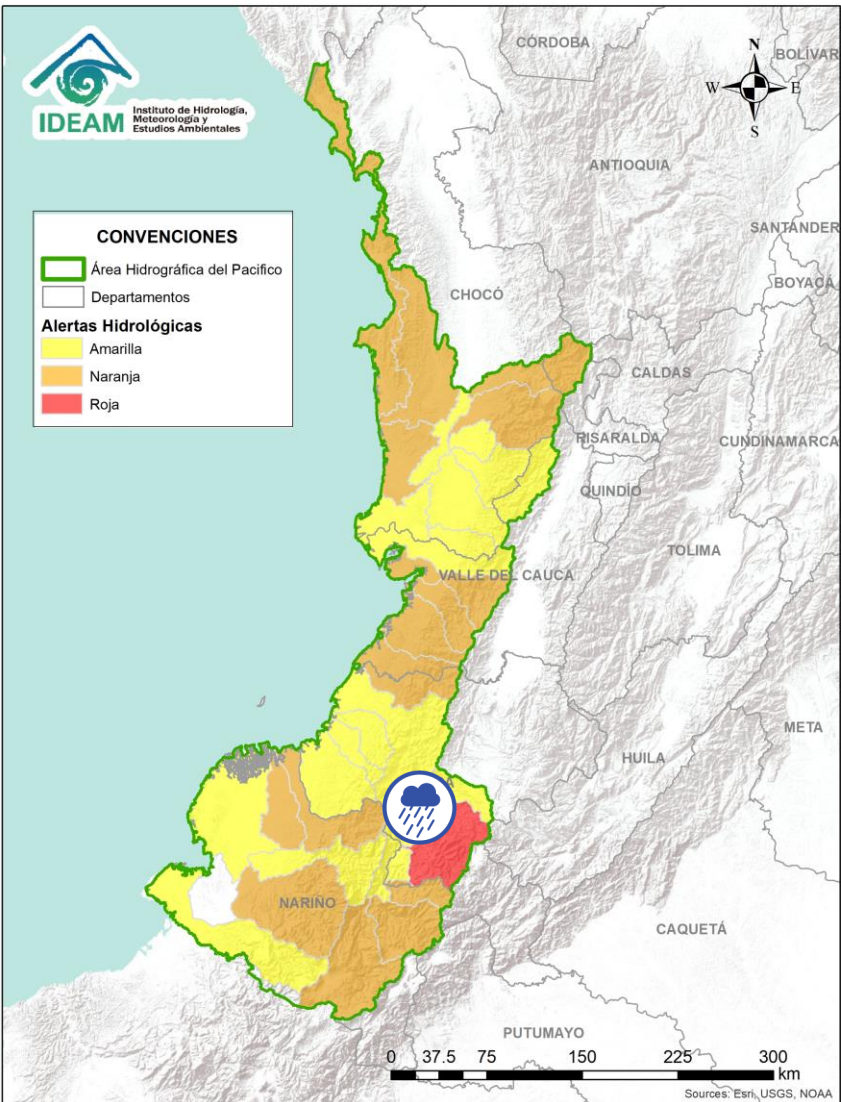 IDEAM
Instituto de Hidrología,
Meteorología y
Estudios Ambientales
N
W
E
S
CONVENCIONES
Área Hidrográfica del Pacifico
Departamentos
Alertas Hidrológicas
Amarilla
Naranja
Roja
CÓRDOBA
BOLÍVAR
ANTIOQUIA
SANTANDER
BOYACÁ
CHOCÓ
CALDAS
RISARALDA
CUNDINAMARCA
QUINDÍO
TOLIMA
VALLE DEL CAUCA
META
HUILA
NARIÑO
CAQUETÁ
PUTUMAYO
0 37.5 75 150 225 300
km
Sources: Esri, USGS, NOAA